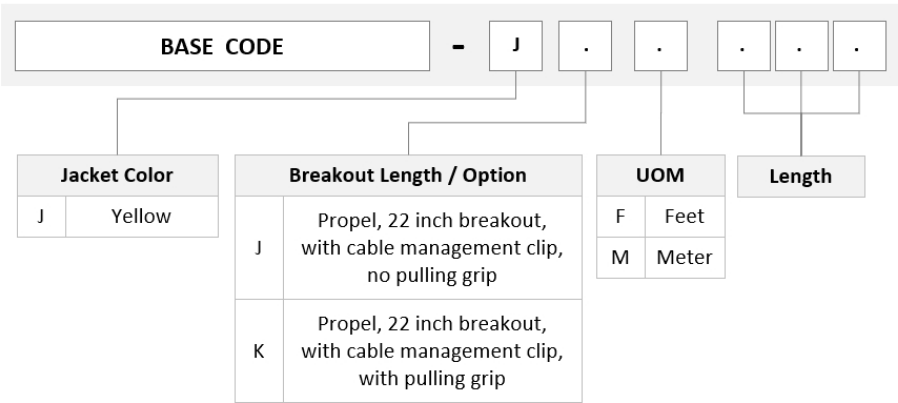 BASE CODE - J . . . . .
Jacket Color
J Yellow
Breakout Length / Option
J Propel, 22 inch breakout,
with cable management clip,
no pulling grip
K Propel, 22 inch breakout,
with cable management clip,
with pulling grip
UOM
F Feet
M Meter
Length